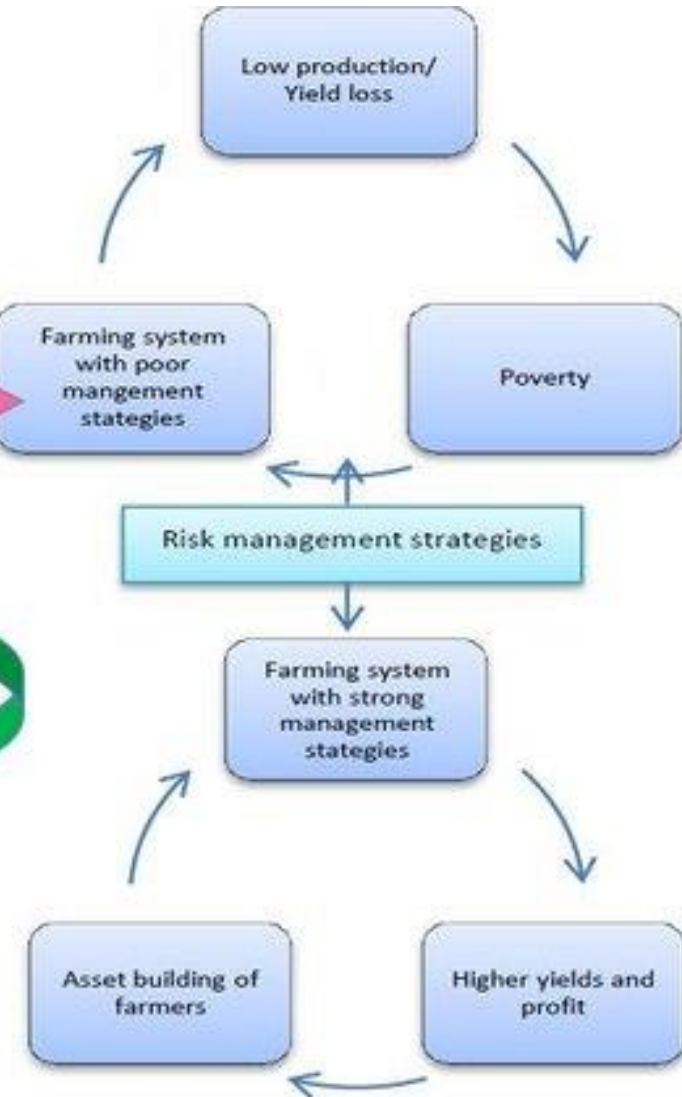 Low production/
Yield loss
Farming system
with poor
mangement
stategies
Poverty
Risk management strategies
Farming system
with strong
management
stategies
Asset building of
farmers
Higher yields and
profit